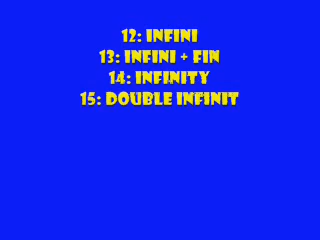 12: INFINI
13: INFINI + FIN
14: INFINITY
15: DOUBLE INFINIT